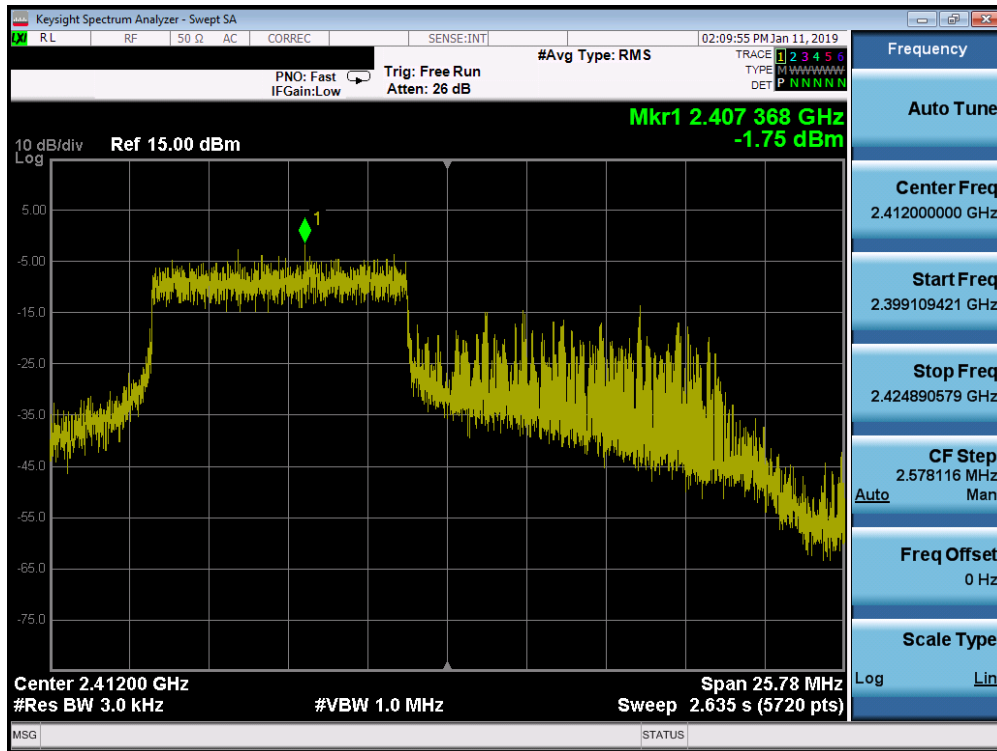 Keysight Spectrum Analyzer - Swept SA
LXI RL RF 50 Ω AC CORREC SENSE:INT 02:09:55 PM Jan 11, 2019
#Avg Type: RMS TRACE 1 2 3 4 5 6
PNO: Fast Trig: Free Run TYPE M WWWWW
IFGain:Low Atten: 26 dB DET P N N N N N
Mkr1 2.407 368 GHz
-1.75 dBm
10 dB/div Ref 15.00 dBm
Log
1
5.00
-5.00
-15.0
-25.0
-35.0
-45.0
-55.0
-65.0
-75.0
Center 2.41200 GHz Span 25.78 MHz
#Res BW 3.0 kHz #VBW 1.0 MHz Sweep 2.635 s (5720 pts)
MSG STATUS
Frequency
Auto Tune
Center Freq
2.412000000 GHz
Start Freq
2.399109421 GHz
Stop Freq
2.424890579 GHz
CF Step
2.578116 MHz
Auto Man
Freq Offset
0 Hz
Scale Type
Log Lin